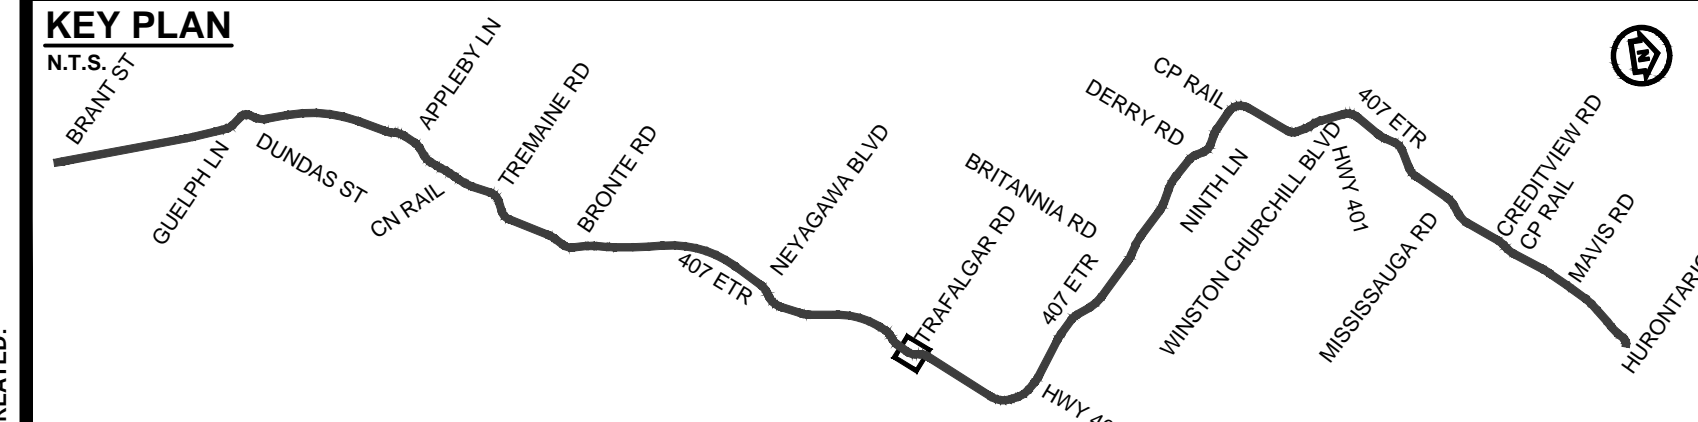 KEY PLAN
N.T.S.
BRANT ST
GUELPH LN
DUNDAS ST
CN RAIL
APPLEBY LN
TREMAINE RD
BRONTE RD
407 ETR
NEYAGAWA BLVD
TRAFALGAR RD
HWY
407 ETR
BRITANNIA RD
DERRY RD
CP RAIL
NINTH LN
WINSTON CHURCHILL BLVD
HWY 401
407 ETR
MISSISSAUGA RD
CREDITVIEW RD
CP RAIL
MAVIS RD
N